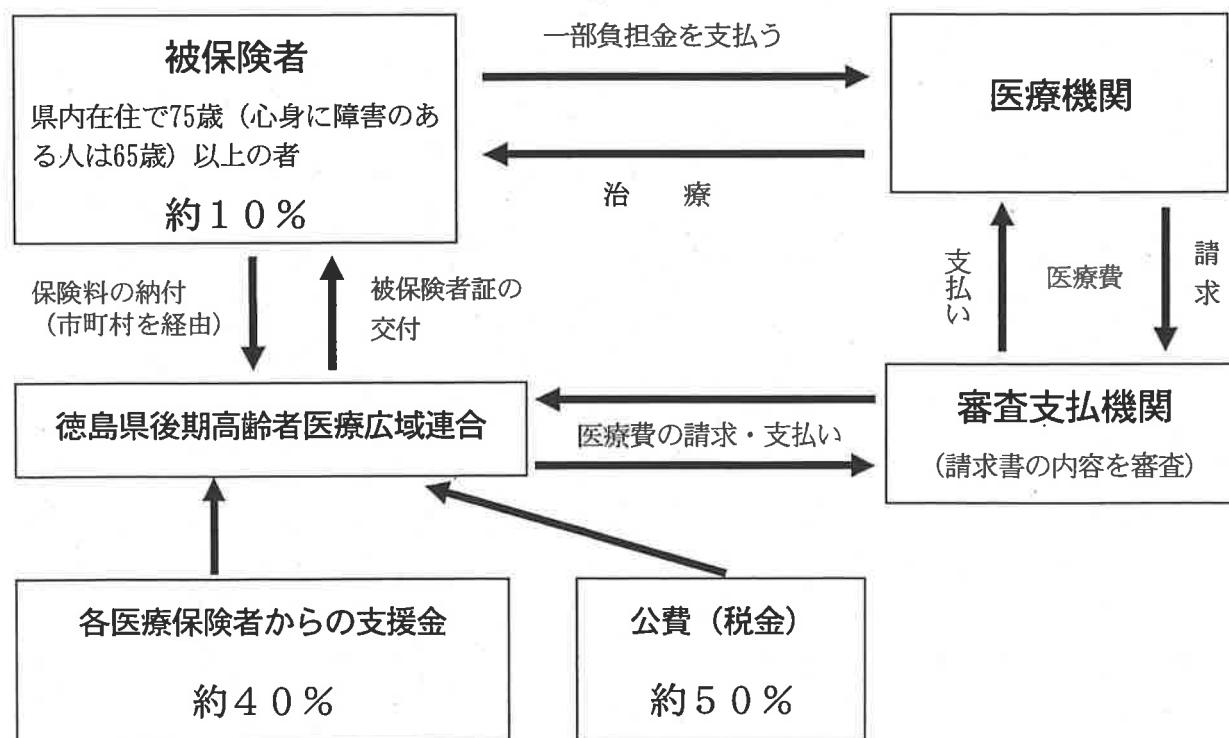 被保険者
県内在住で75歳（心身に障害のあ
る人は65歳）以上の者
約１０％
一部負担金を支払う
治　療
医療機関
保険料の納付
（市町村を経由）
被保険者証の
交付
支払い
医療費
請求
徳島県後期高齢者医療広域連合
医療費の請求・支払い
審査支払機関
（請求書の内容を審査）
各医療保険者からの支援金
約４０％
公費（税金）
約５０％